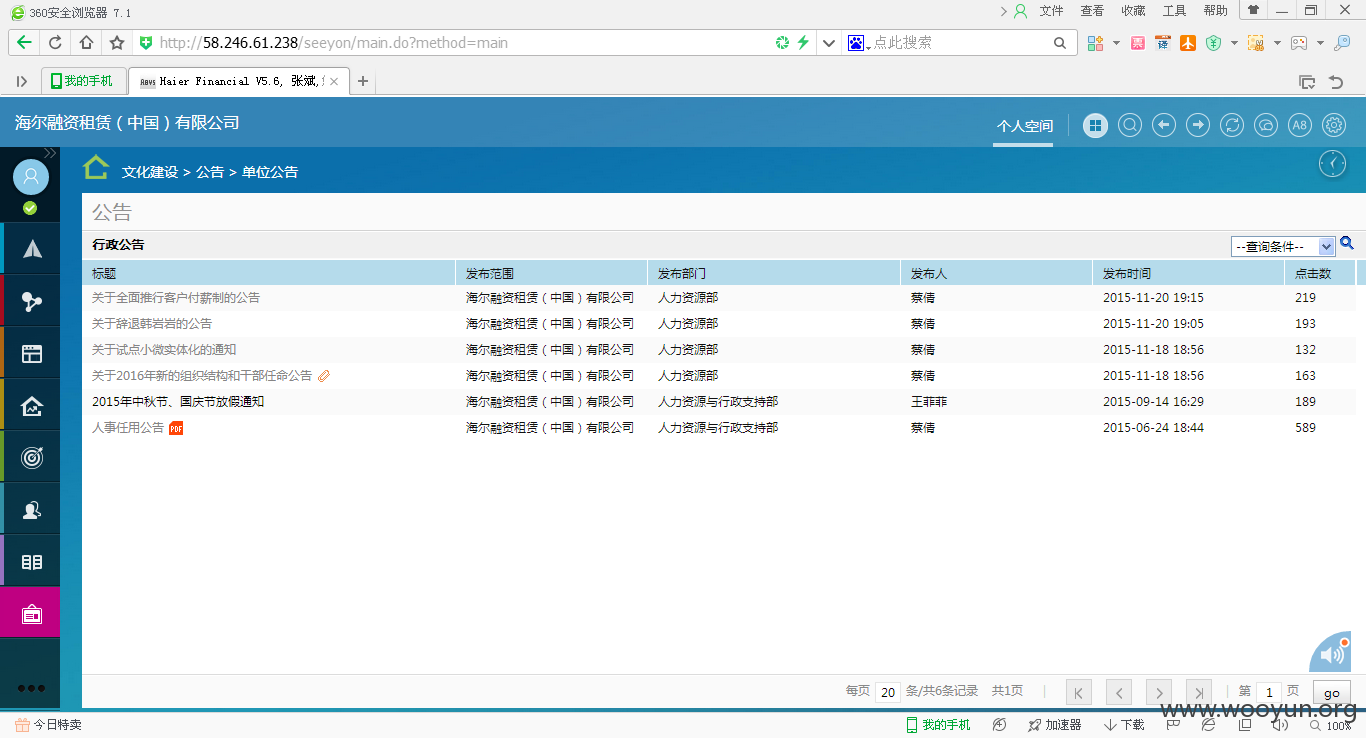 360安全浏览器 7.1
文件 查看 收藏 工具 帮助
http://58.246.61.238/seeyon/main.do?method=main
点此搜索
我的手机
Haier Financial V5.6, 张斌,
海尔融资租赁（中国）有限公司
个人空间
A8
文化建设 > 公告 > 单位公告
公告
行政公告
--查询条件--
标题 发布范围 发布部门 发布人 发布时间 点击数
关于全面推行客户付薪制的公告 海尔融资租赁（中国）有限公司 人力资源部 蔡倩 2015-11-20 19:15 219
关于辞退韩岩岩的公告 海尔融资租赁（中国）有限公司 人力资源部 蔡倩 2015-11-20 19:05 193
关于试点小微实体化的通知 海尔融资租赁（中国）有限公司 人力资源部 蔡倩 2015-11-18 18:56 132
关于2016年新的组织结构和干部任命公告 海尔融资租赁（中国）有限公司 人力资源部 蔡倩 2015-11-18 18:56 163
2015年中秋节、国庆节放假通知 海尔融资租赁（中国）有限公司 人力资源与行政支持部 王菲菲 2015-09-14 16:29 189
人事任用公告 PDF 海尔融资租赁（中国）有限公司 人力资源与行政支持部 蔡倩 2015-06-24 18:44 589
每页 20 条/共6条记录 共1页 第 1 页 go
www.wooyun.org
今日特卖
我的手机 加速器 下载 100%